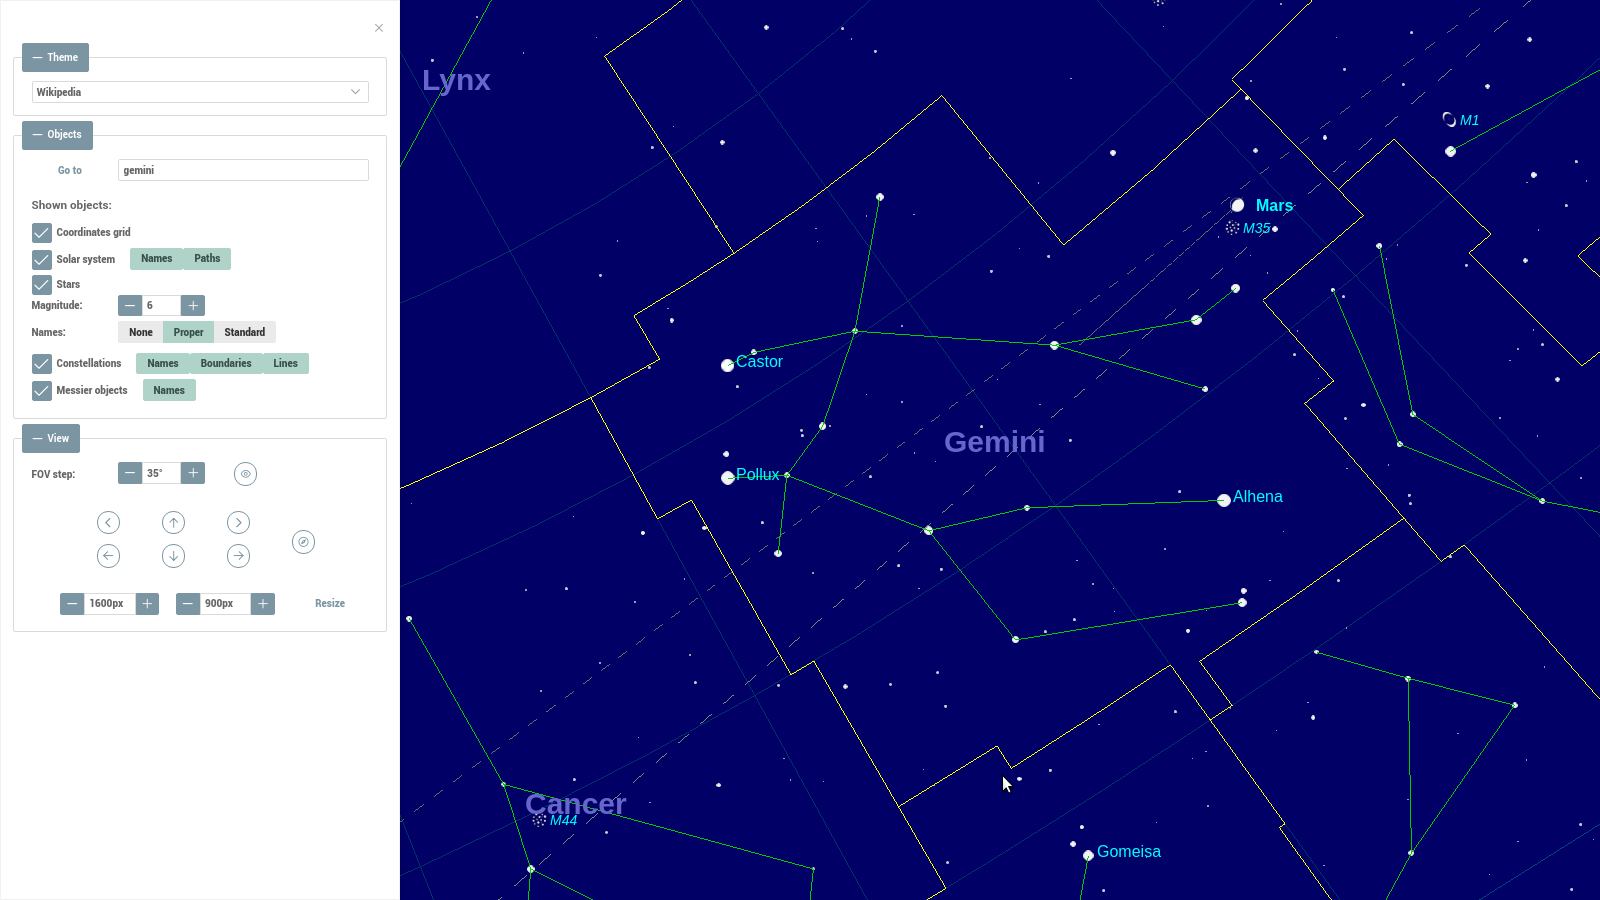 Theme
Wikipedia
Objects
Go to
gemini
Shown objects:
Coordinates grid
Solar system
Names
Paths
Stars
Magnitude:
6
Names:
None
Proper
Standard
Constellations
Names
Boundaries
Lines
Messier objects
Names
View
FOV step:
35°
1600px
900px
Resize
Lynx
M1
Mars
M35
Castor
Gemini
Pollux
Alhena
Cancer
M44
Gomeisa